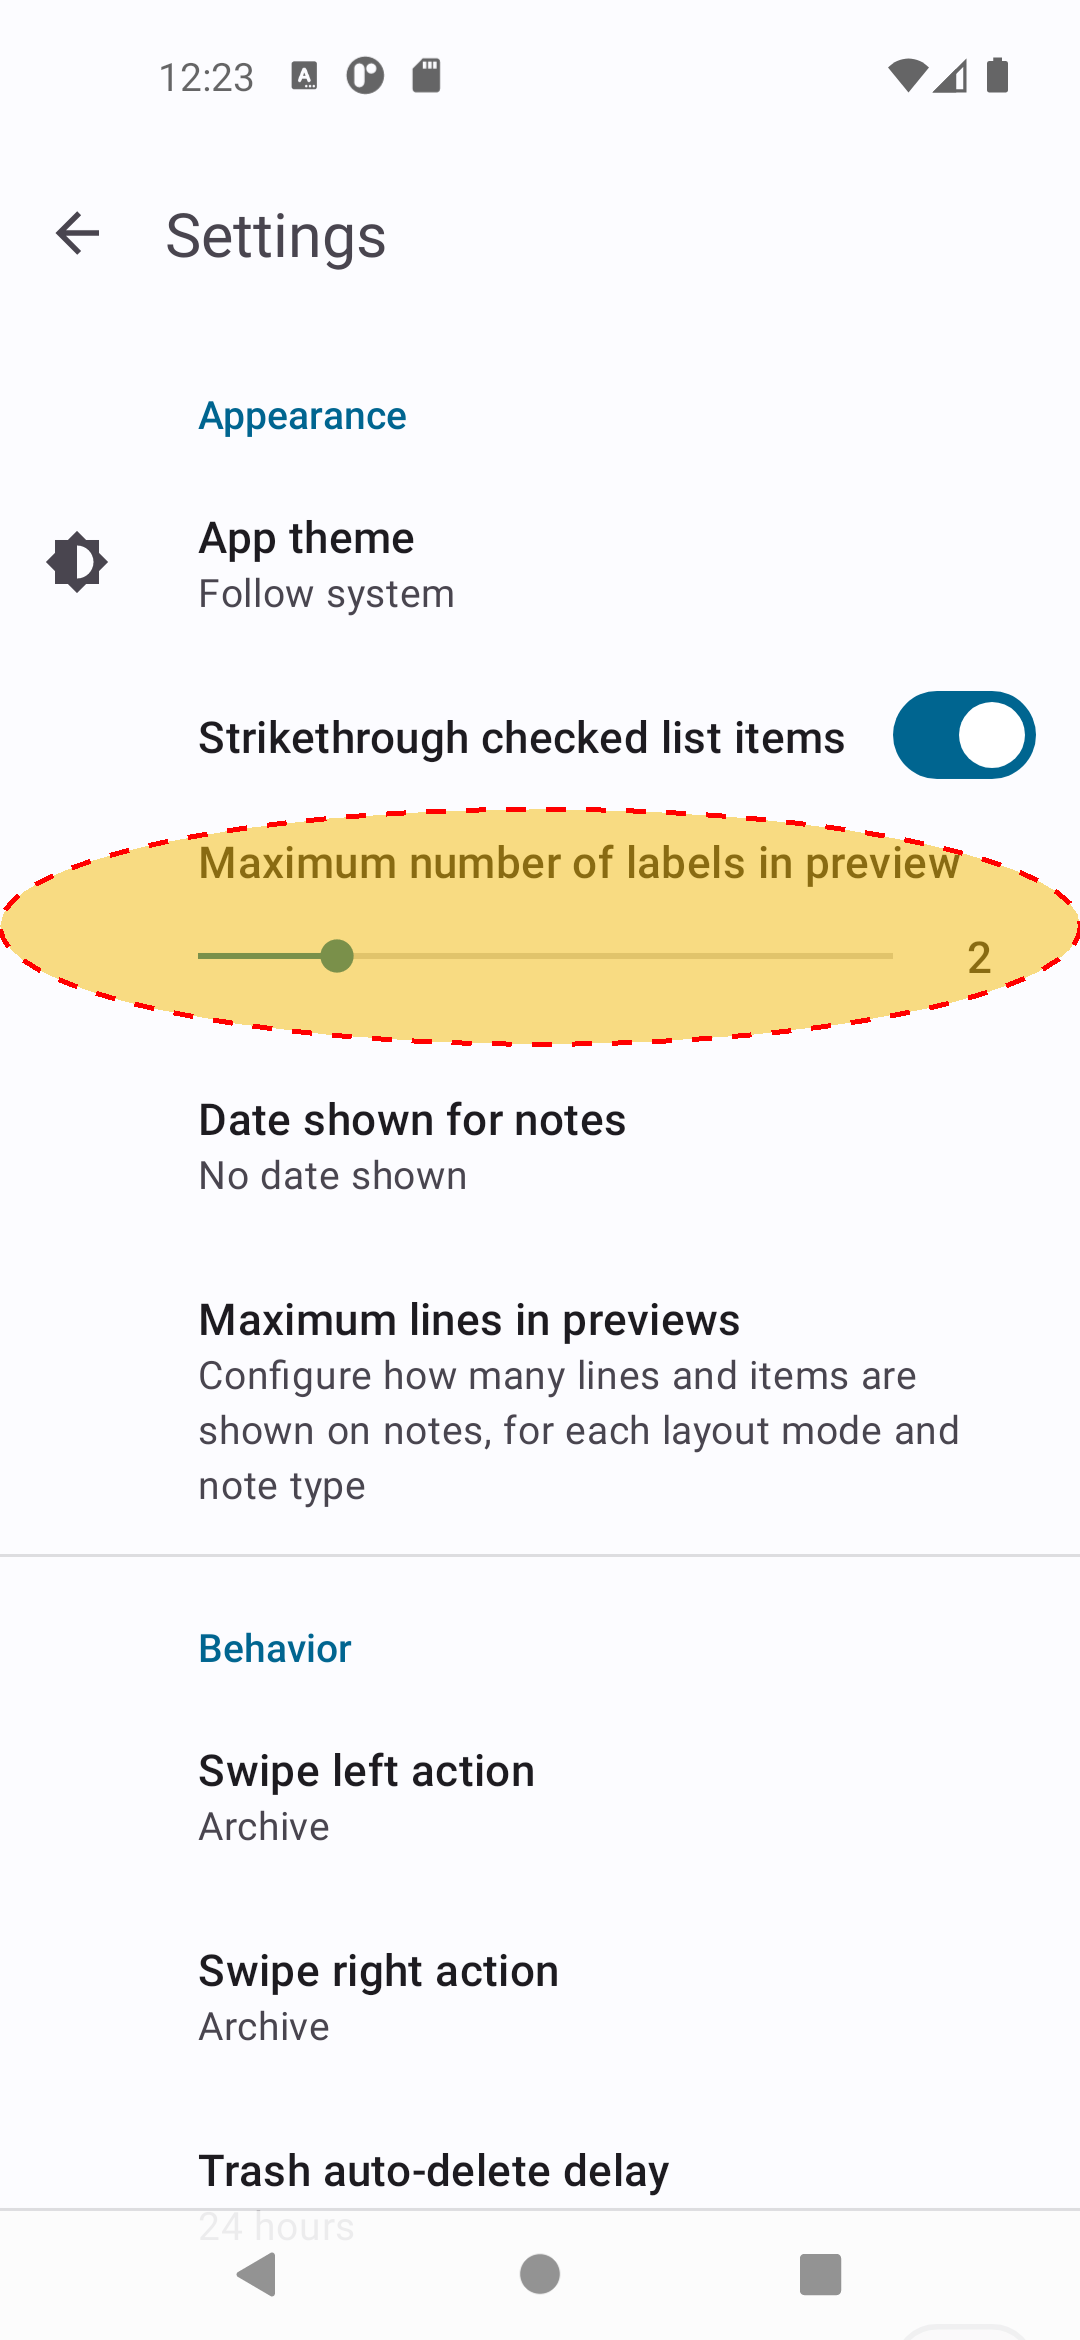 12:23
Settings
Appearance
App theme
Follow system
Strikethrough checked list items
Maximum number of labels in preview
2
Date shown for notes
No date shown
Maximum lines in previews
Configure how many lines and items are
shown on notes, for each layout mode and
note type
Behavior
Swipe left action
Archive
Swipe right action
Archive
Trash auto-delete delay
24 hours